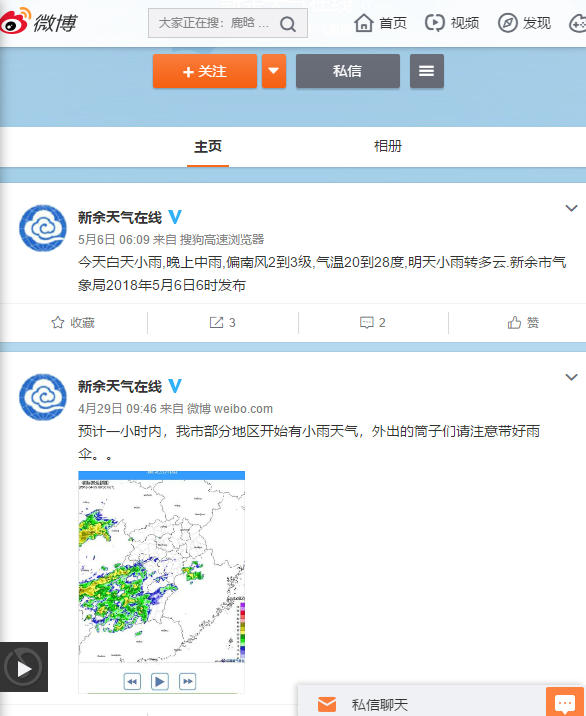 微博
大家正在搜：鹿晗 ...
首页
视频
发现
+ 关注
私信
主页
相册
新余天气在线
5月6日 06:09 来自 搜狗高速浏览器
今天白天小雨,晚上中雨,偏南风2到3级,气温20到28度,明天小雨转多云.新余市气
象局2018年5月6日6时发布
收藏
3
2
赞
新余天气在线
4月29日 09:46 来自 微博 weibo.com
预计一小时内，我市部分地区开始有小雨天气，外出的筒子们请注意带好雨
伞。。
私信聊天